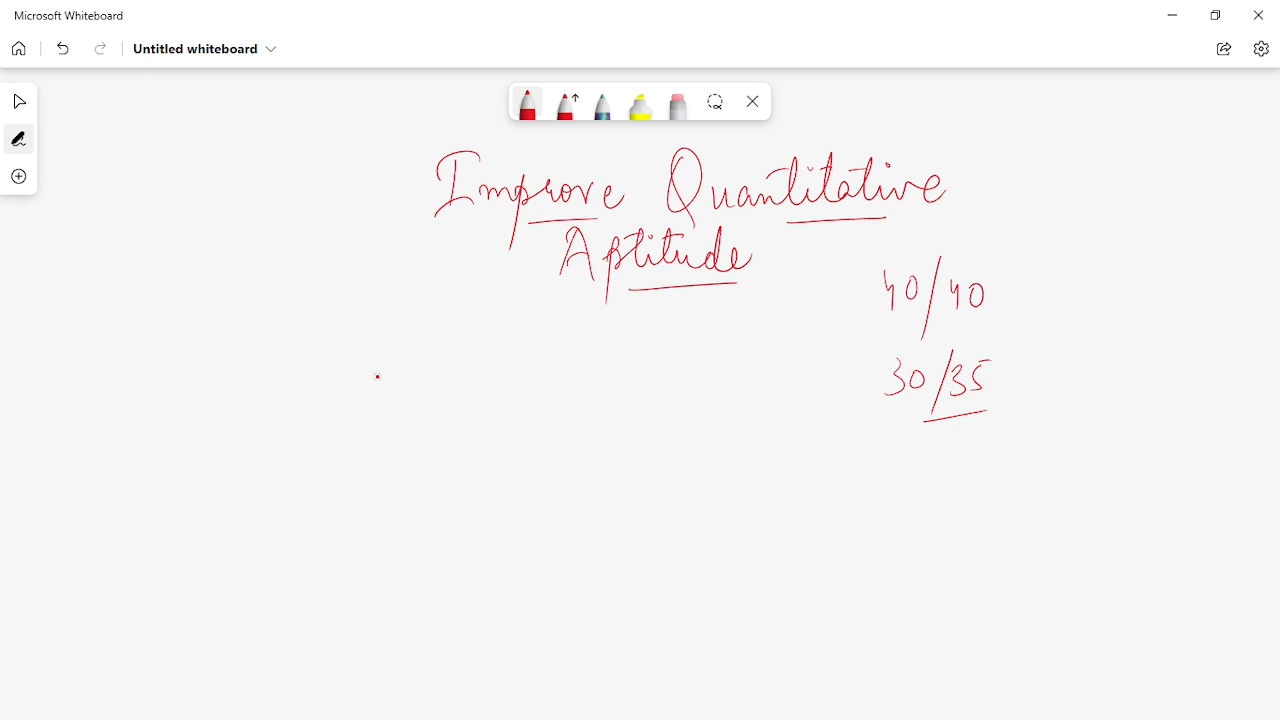 Microsoft Whiteboard
Untitled whiteboard
Improve Quantitative
Aptitude
40/40
30/35